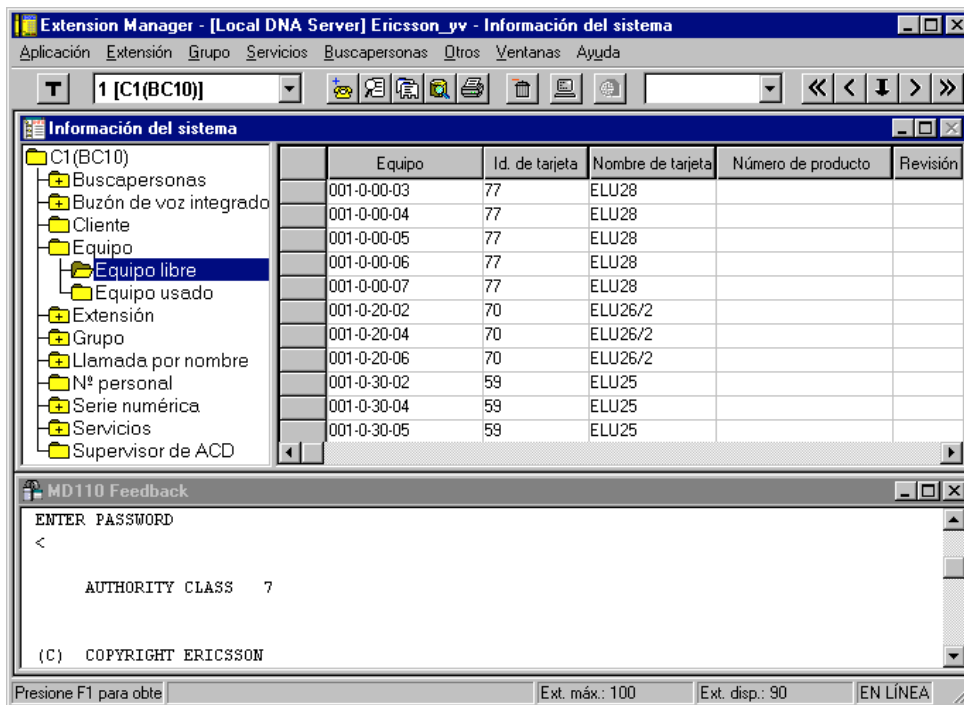 Extension Manager - [Local DNA Server] Ericsson_yv - Información del sistema
Aplicación Extensión Grupo Servicios Buscapersonas Otros Ventanas Ayuda
T 1 [C1(BC10)]
Información del sistema
C1(BC10)
Buscapersonas
Buzón de voz integrado
Cliente
Equipo
Equipo libre
Equipo usado
Extensión
Grupo
Llamada por nombre
Nº personal
Serie numérica
Servicios
Supervisor de ACD
Equipo Id. de tarjeta Nombre de tarjeta Número de producto Revisión
001-0-00-03 77 ELU28
001-0-00-04 77 ELU28
001-0-00-05 77 ELU28
001-0-00-06 77 ELU28
001-0-00-07 77 ELU28
001-0-20-02 70 ELU26/2
001-0-20-04 70 ELU26/2
001-0-20-06 70 ELU26/2
001-0-30-02 59 ELU25
001-0-30-04 59 ELU25
001-0-30-05 59 ELU25
MD110 Feedback
ENTER PASSWORD
<
AUTHORITY CLASS 7
(C) COPYRIGHT ERICSSON
Presione F1 para obte Ext. máx.: 100 Ext. disp.: 90 EN LÍNEA